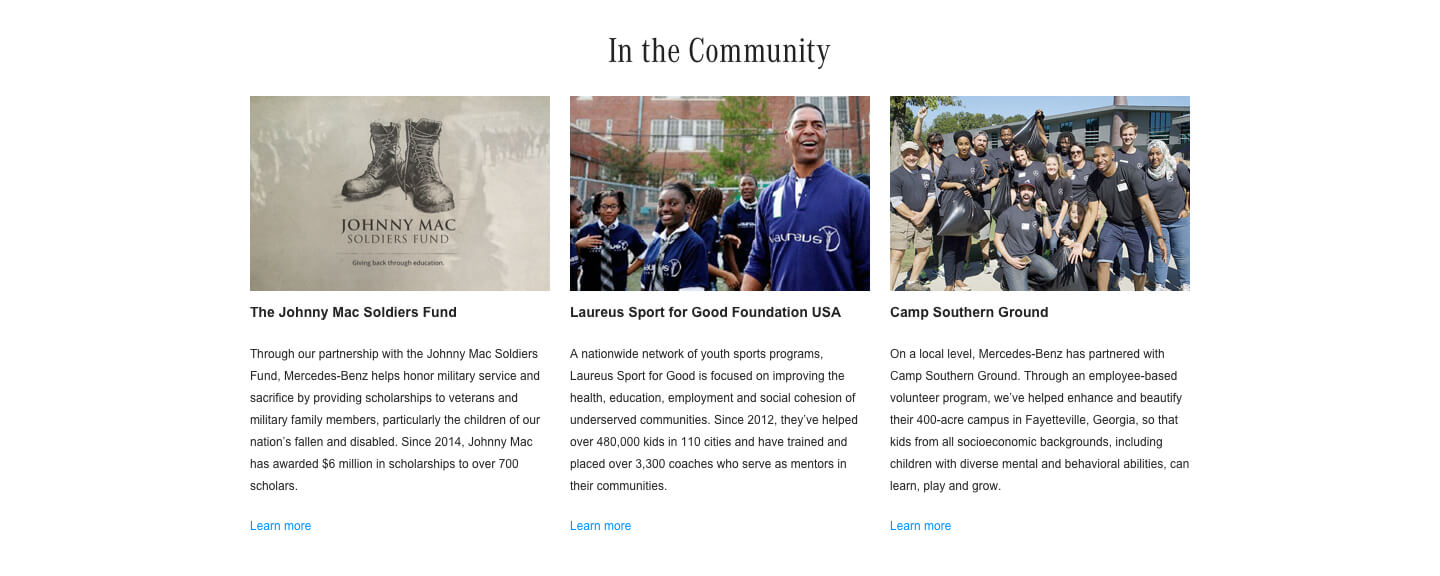 In the Community
JOHNNY MAC
SOLDIERS FUND
Giving back through education.
1
Laureus
The Johnny Mac Soldiers Fund
Through our partnership with the Johnny Mac Soldiers
Fund, Mercedes-Benz helps honor military service and
sacrifice by providing scholarships to veterans and
military family members, particularly the children of our
nation’s fallen and disabled. Since 2014, Johnny Mac
has awarded $6 million in scholarships to over 700
scholars.
Learn more
Laureus Sport for Good Foundation USA
A nationwide network of youth sports programs,
Laureus Sport for Good is focused on improving the
health, education, employment and social cohesion of
underserved communities. Since 2012, they’ve helped
over 480,000 kids in 110 cities and have trained and
placed over 3,300 coaches who serve as mentors in
their communities.
Learn more
Camp Southern Ground
On a local level, Mercedes-Benz has partnered with
Camp Southern Ground. Through an employee-based
volunteer program, we’ve helped enhance and beautify
their 400-acre campus in Fayetteville, Georgia, so that
kids from all socioeconomic backgrounds, including
children with diverse mental and behavioral abilities, can
learn, play and grow.
Learn more